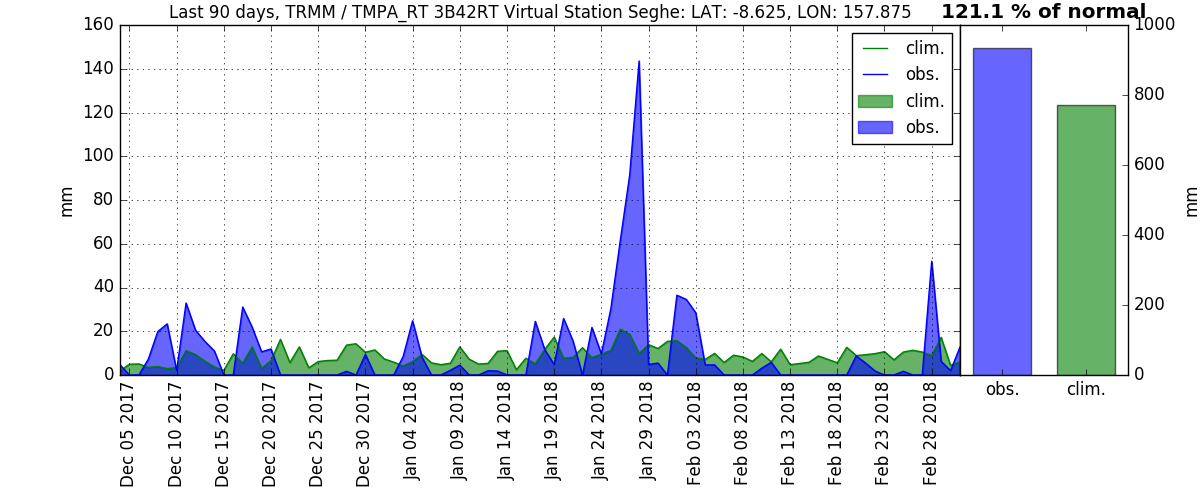 Last 90 days, TRMM / TMPA_RT 3B42RT Virtual Station Seghe: LAT: -8.625, LON: 157.875
121.1 % of normal
160
140
120
100
80
60
40
20
0
mm
clim.
obs.
clim.
obs.
Dec 05 2017
Dec 10 2017
Dec 15 2017
Dec 20 2017
Dec 25 2017
Dec 30 2017
Jan 04 2018
Jan 09 2018
Jan 14 2018
Jan 19 2018
Jan 24 2018
Jan 29 2018
Feb 03 2018
Feb 08 2018
Feb 13 2018
Feb 18 2018
Feb 23 2018
Feb 28 2018
1000
800
600
400
200
0
mm
obs.
clim.